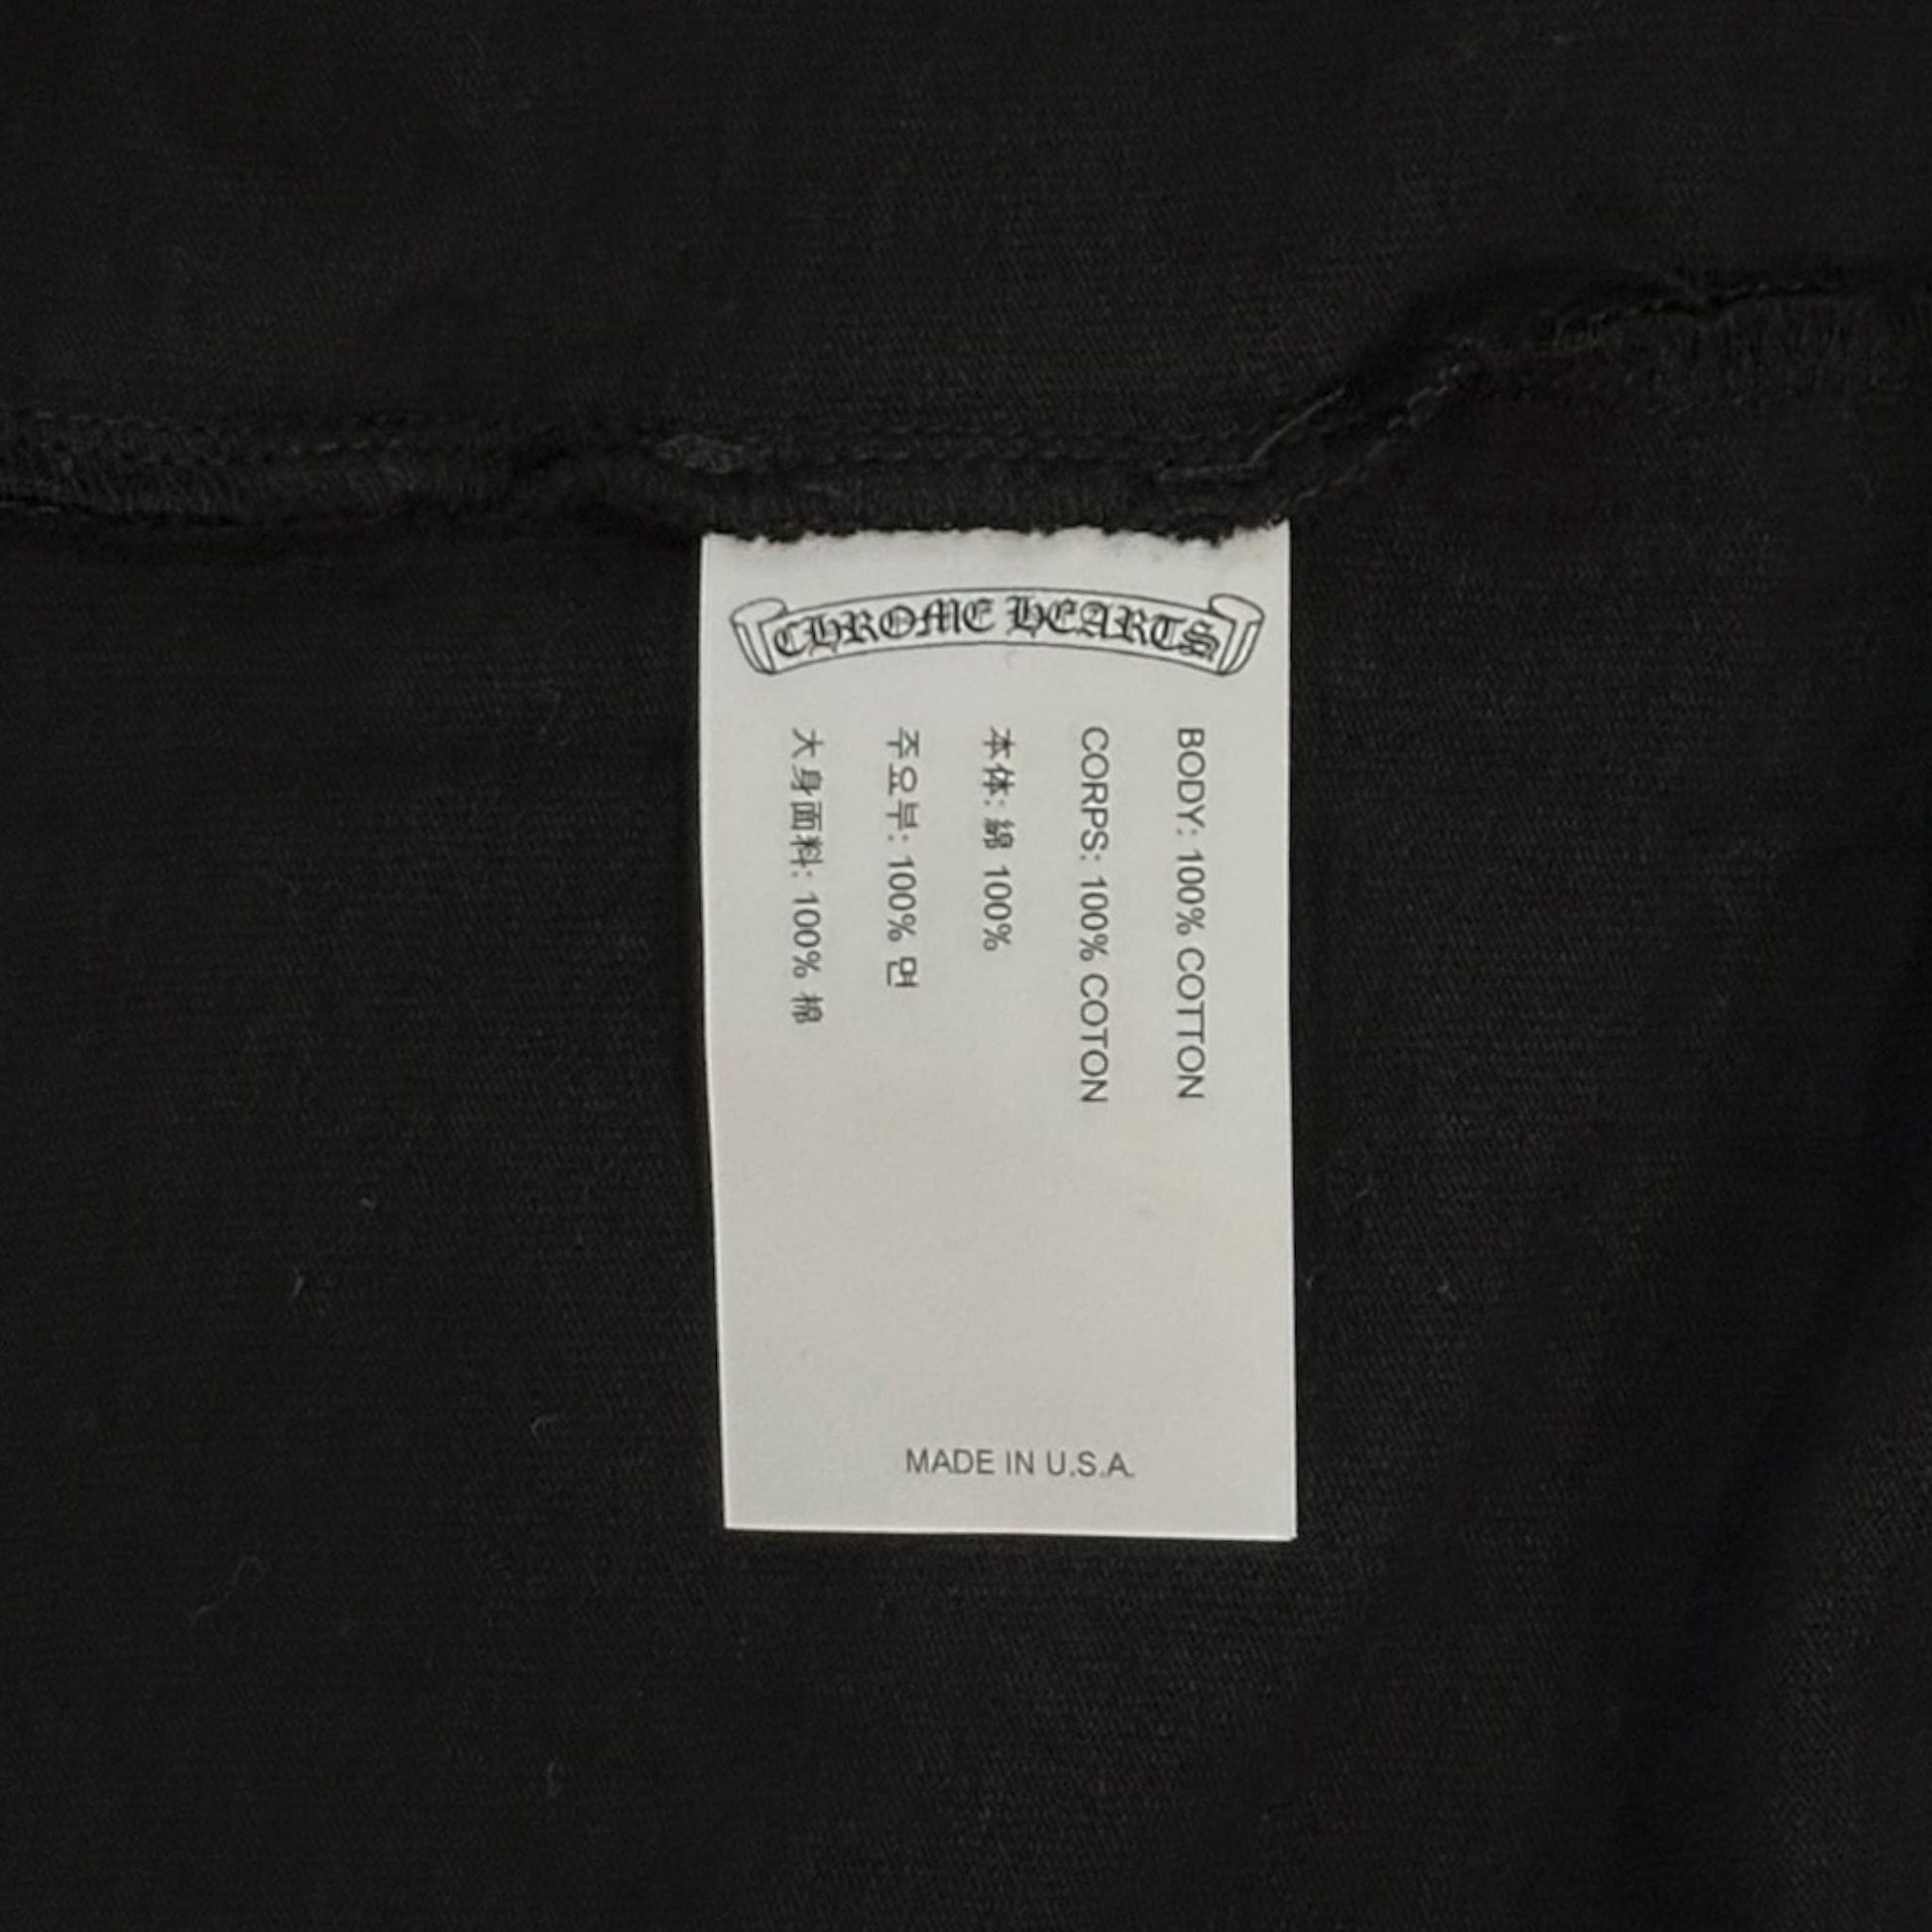 CHROME HEARTS
BODY: 100% COTTON
CORPS: 100% COTON
本体: 綿 100%
주요부: 100% 면
大身面料: 100% 棉
MADE IN U.S.A.